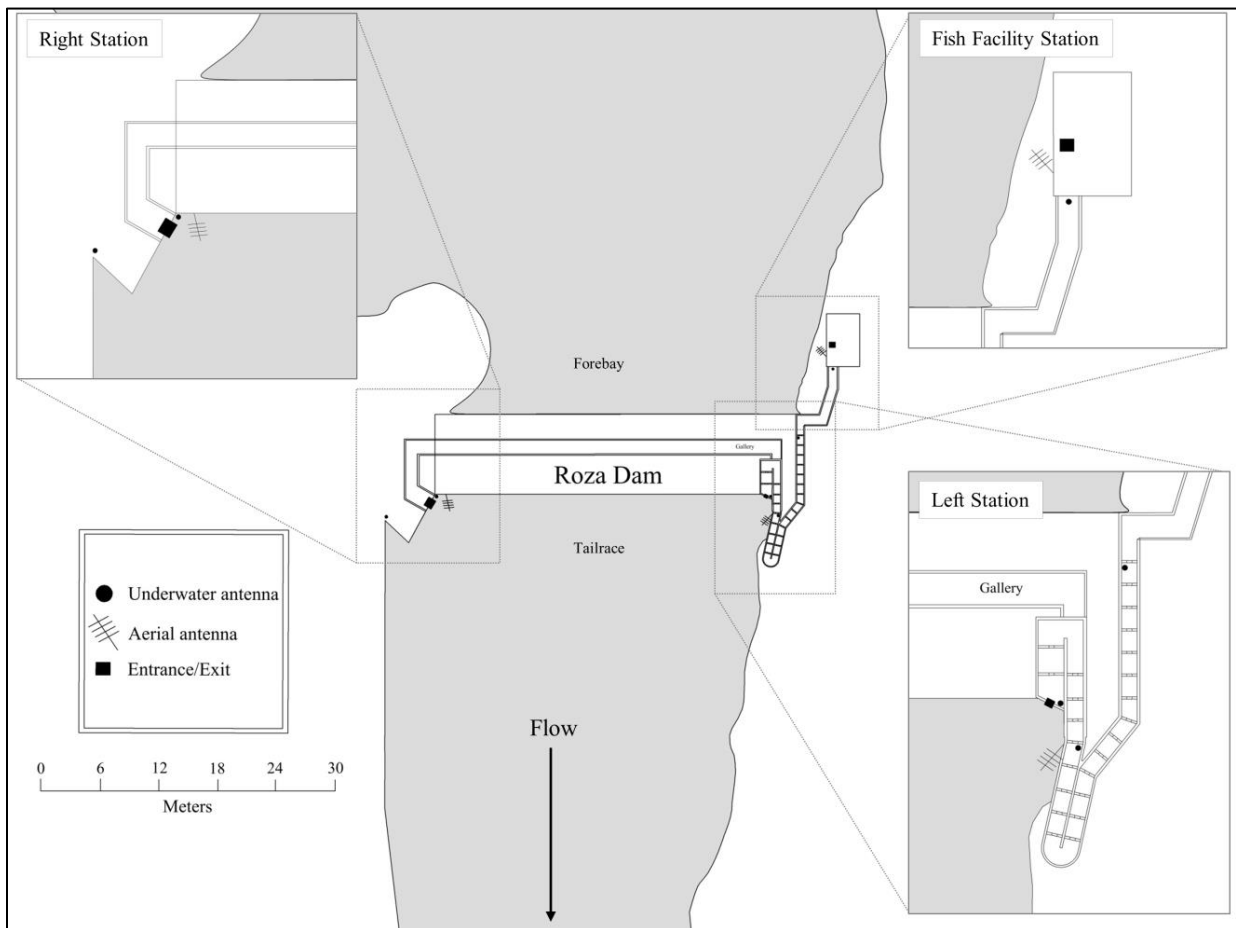 Right Station
Fish Facility Station
Forebay
Gallery
Roza Dam
Tailrace
Left Station
Gallery
Underwater antenna
Aerial antenna
Entrance/Exit
Flow
0 6 12 18 24 30
Meters